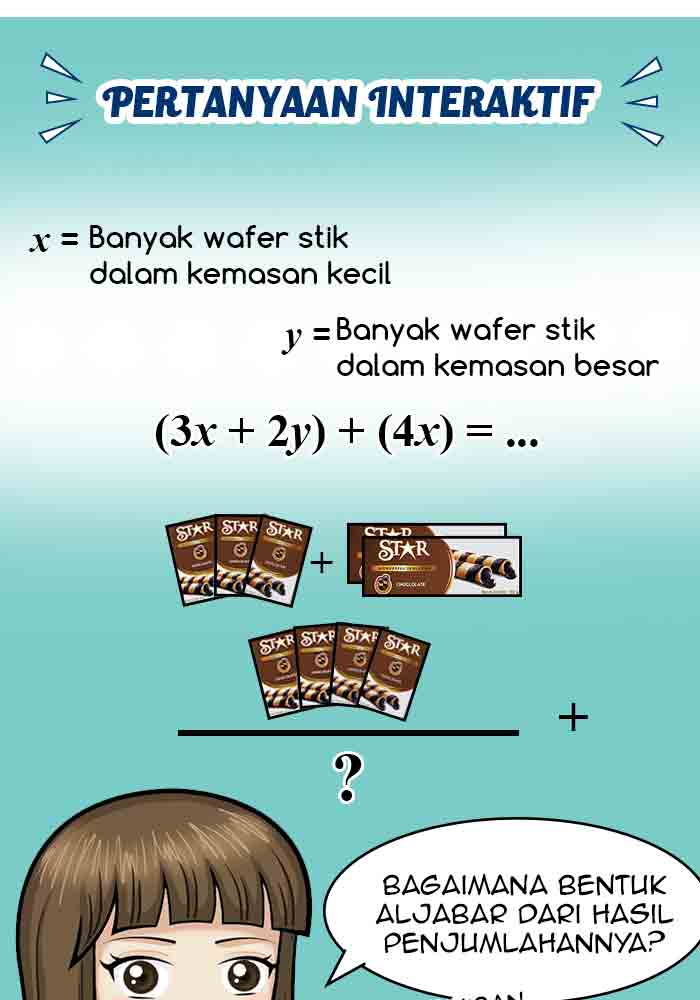 PERTANYAAN INTERAKTIF
x = Banyak wafer stik
dalam kemasan kecil
y = Banyak wafer stik
dalam kemasan besar
(3x + 2y) + (4x) = ...
STAR STAR STAR
+
STAR
STAR
CHOCOLATE
STAR STAR STAR STAR
+
?
BAGAIMANA BENTUK
ALJABAR DARI HASIL
PENJUMLAHANNYA?